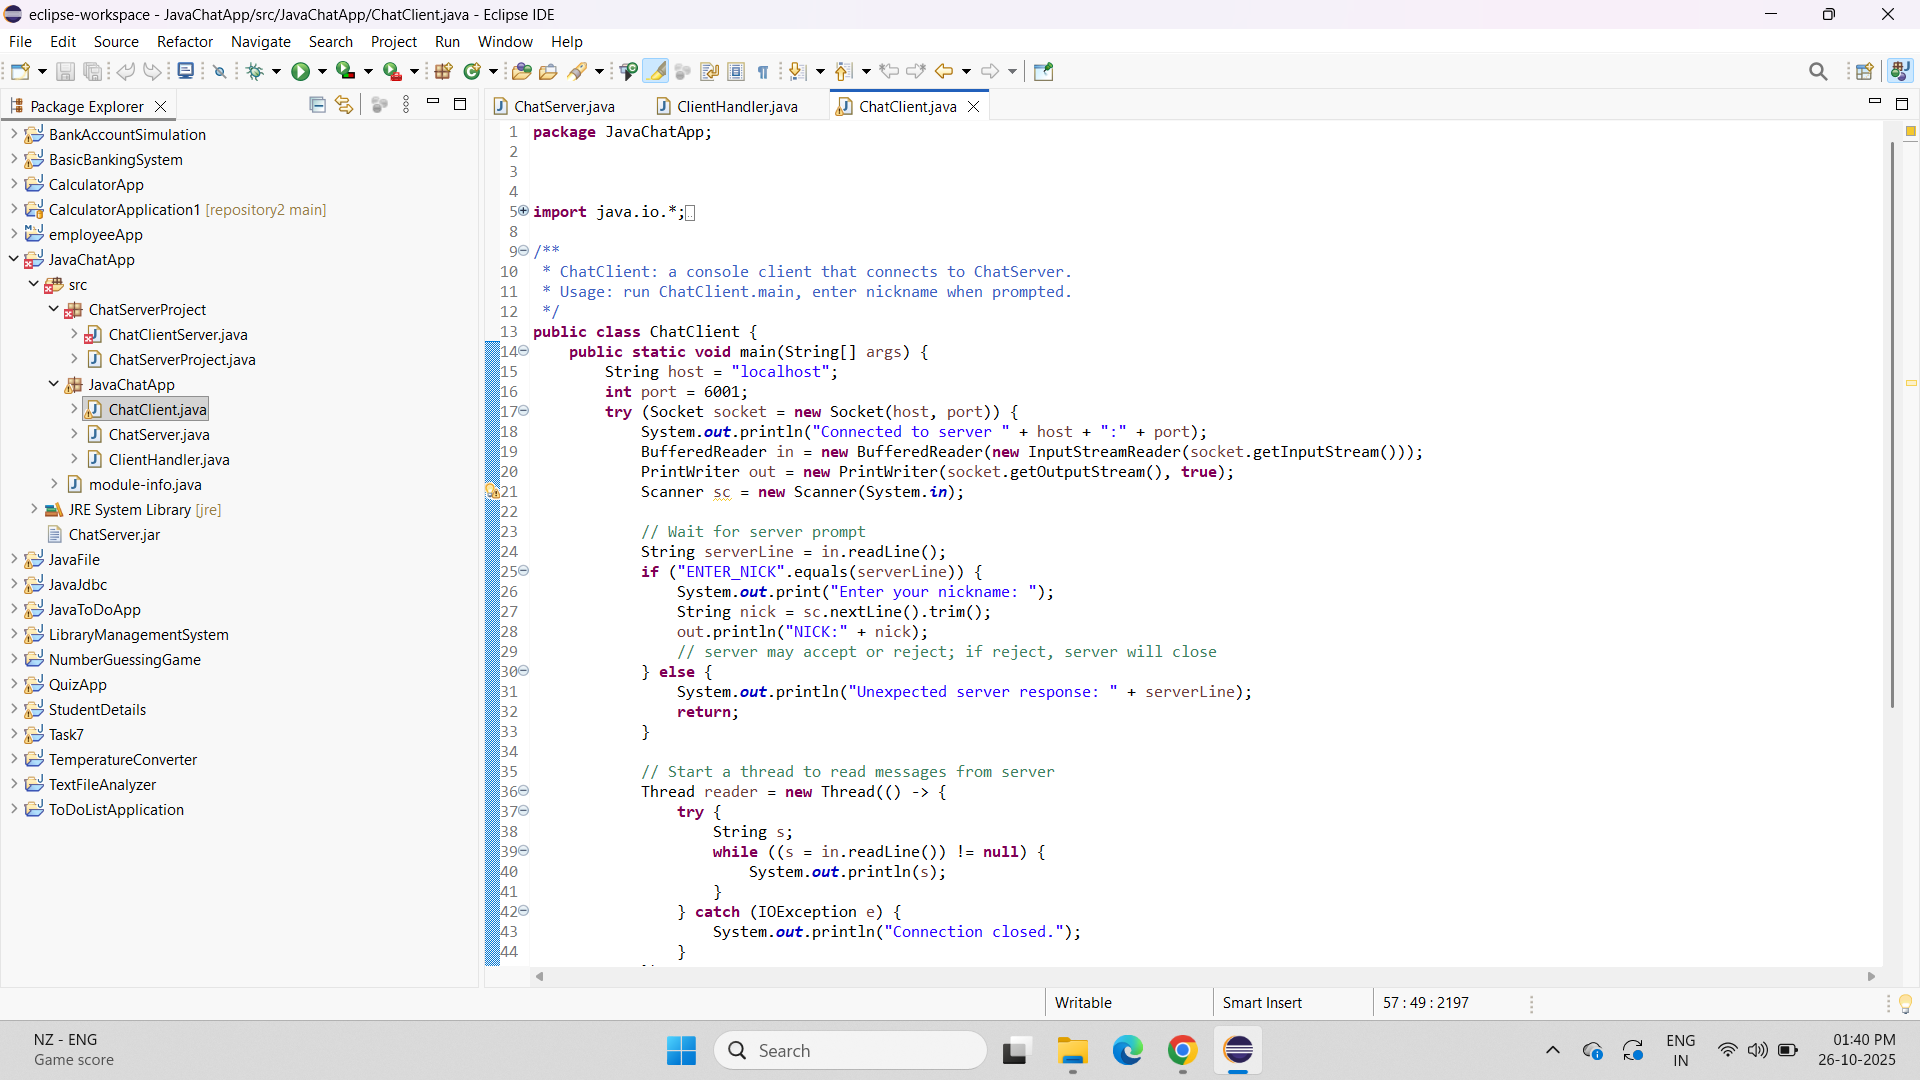 eclipse-workspace - JavaChatApp/src/JavaChatApp/ChatClient.java - Eclipse IDE
File Edit Source Refactor Navigate Search Project Run Window Help
Package Explorer
BankAccountSimulation
BasicBankingSystem
CalculatorApp
CalculatorApplication1 [repository2 main]
employeeApp
JavaChatApp
src
ChatServerProject
ChatClientServer.java
ChatServerProject.java
JavaChatApp
ChatClient.java
ChatServer.java
ClientHandler.java
module-info.java
JRE System Library [jre]
ChatServer.jar
JavaFile
JavaJdbc
JavaToDoApp
LibraryManagementSystem
NumberGuessingGame
QuizApp
StudentDetails
Task7
TemperatureConverter
TextFileAnalyzer
ToDoListApplication
ChatServer.java ClientHandler.java ChatClient.java
1 package JavaChatApp;
2
3
4
5 import java.io.*;
8
9 /**
10  * ChatClient: a console client that connects to ChatServer.
11  * Usage: run ChatClient.main, enter nickname when prompted.
12  */
13 public class ChatClient {
14     public static void main(String[] args) {
15         String host = "localhost";
16         int port = 6001;
17         try (Socket socket = new Socket(host, port)) {
18             System.out.println("Connected to server " + host + ":" + port);
19             BufferedReader in = new BufferedReader(new InputStreamReader(socket.getInputStream()));
20             PrintWriter out = new PrintWriter(socket.getOutputStream(), true);
21             Scanner sc = new Scanner(System.in);
22
23             // Wait for server prompt
24             String serverLine = in.readLine();
25             if ("ENTER_NICK".equals(serverLine)) {
26                 System.out.print("Enter your nickname: ");
27                 String nick = sc.nextLine().trim();
28                 out.println("NICK:" + nick);
29                 // server may accept or reject; if reject, server will close
30             } else {
31                 System.out.println("Unexpected server response: " + serverLine);
32                 return;
33             }
34
35             // Start a thread to read messages from server
36             Thread reader = new Thread(() -> {
37                 try {
38                     String s;
39                     while ((s = in.readLine()) != null) {
40                         System.out.println(s);
41                     }
42                 } catch (IOException e) {
43                     System.out.println("Connection closed.");
44                 }
Writable Smart Insert 57 : 49 : 2197
NZ - ENG
Game score
Search
ENG
IN
01:40 PM
26-10-2025